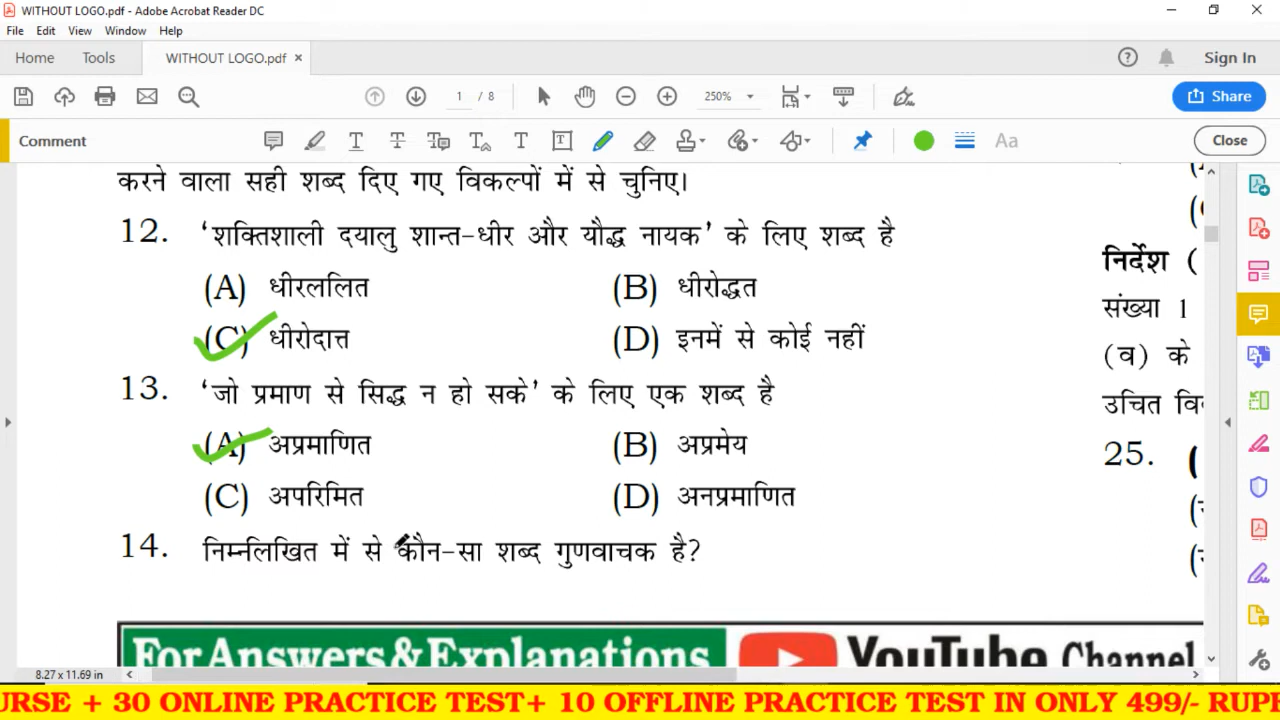 WITHOUT LOGO.pdf - Adobe Acrobat Reader DC
File Edit View Window Help
Home Tools WITHOUT LOGO.pdf × Sign In
1 / 8 250% Share
Comment Aa Close
करने वाला सही शब्द दिए गए विकल्पों में से चुनिए।
12. ‘शक्तिशाली दयालु शान्त-धीर और यौद्ध नायक’ के लिए शब्द है
(A) धीरललित (B) धीरोद्धत
(C) धीरोदात्त (D) इनमें से कोई नहीं
13. ‘जो प्रमाण से सिद्ध न हो सके’ के लिए एक शब्द है
(A) अप्रमाणित (B) अप्रमेय
(C) अपरिमित (D) अनप्रमाणित
14. निम्नलिखित में से कौन-सा शब्द गुणवाचक है?
निर्देश (
संख्या 1
(व) के
उचित वि
25. (
For Answers & Explanations YouTube Channel
8.27 x 11.69 in
URSE + 30 ONLINE PRACTICE TEST+ 10 OFFLINE PRACTICE TEST IN ONLY 499/- RUP